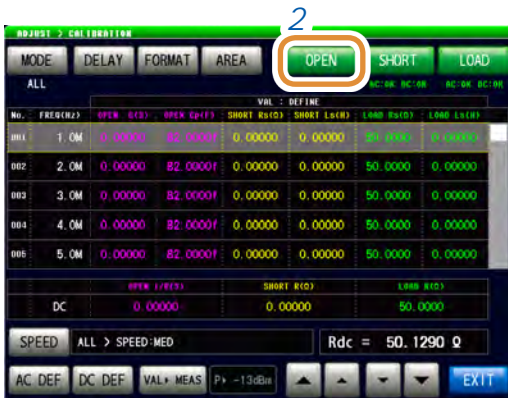 2
ADJUST > CALIBRATION
MODE DELAY FORMAT AREA OPEN SHORT LOAD
ALL AC:OK DC:OK AC:OK DC:OK
VAL : DEFINE
No. FREQ(Hz) OPEN G(S) OPEN Cp(F) SHORT Rs(Ω) SHORT Ls(H) LOAD Rs(Ω) LOAD Ls(H)
001 1.0M 0.00000 82.0000f 0.00000 0.00000 50.0000 0.00000
002 2.0M 0.00000 82.0000f 0.00000 0.00000 50.0000 0.00000
003 3.0M 0.00000 82.0000f 0.00000 0.00000 50.0000 0.00000
004 4.0M 0.00000 82.0000f 0.00000 0.00000 50.0000 0.00000
005 5.0M 0.00000 82.0000f 0.00000 0.00000 50.0000 0.00000
OPEN SHORT R(Ω) LOAD R(Ω)
DC 0.00000 0.00000 50.0000
SPEED ALL > SPEED:MED Rdc = 50.1290 Ω
AC DEF DC DEF VAL▸ MEAS P▸ -13dBm ▲ ▲ ▼ ▼ EXIT